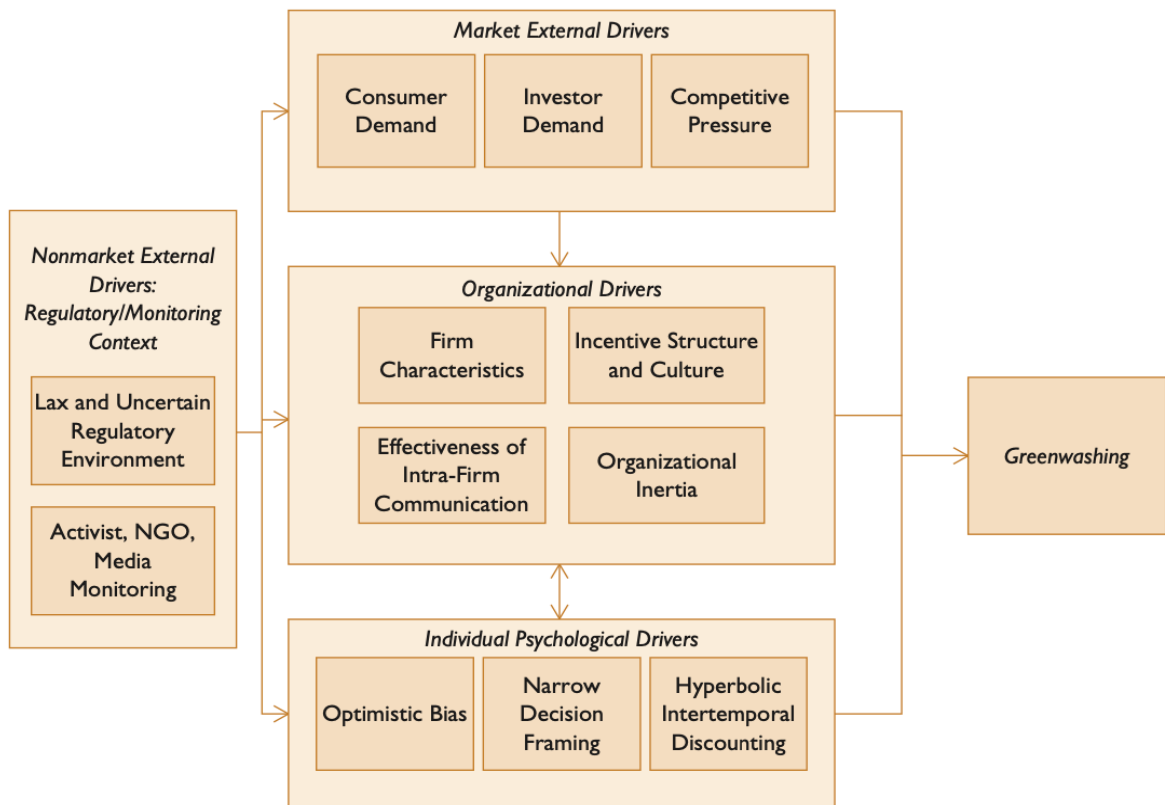 Market External Drivers
Consumer
Demand
Investor
Demand
Competitive
Pressure
Nonmarket External
Drivers:
Regulatory/Monitoring
Context
Lax and Uncertain
Regulatory
Environment
Activist, NGO,
Media
Monitoring
Organizational Drivers
Firm
Characteristics
Incentive Structure
and Culture
Effectiveness of
Intra-Firm
Communication
Organizational
Inertia
Individual Psychological Drivers
Optimistic Bias
Narrow
Decision
Framing
Hyperbolic
Intertemporal
Discounting
Greenwashing